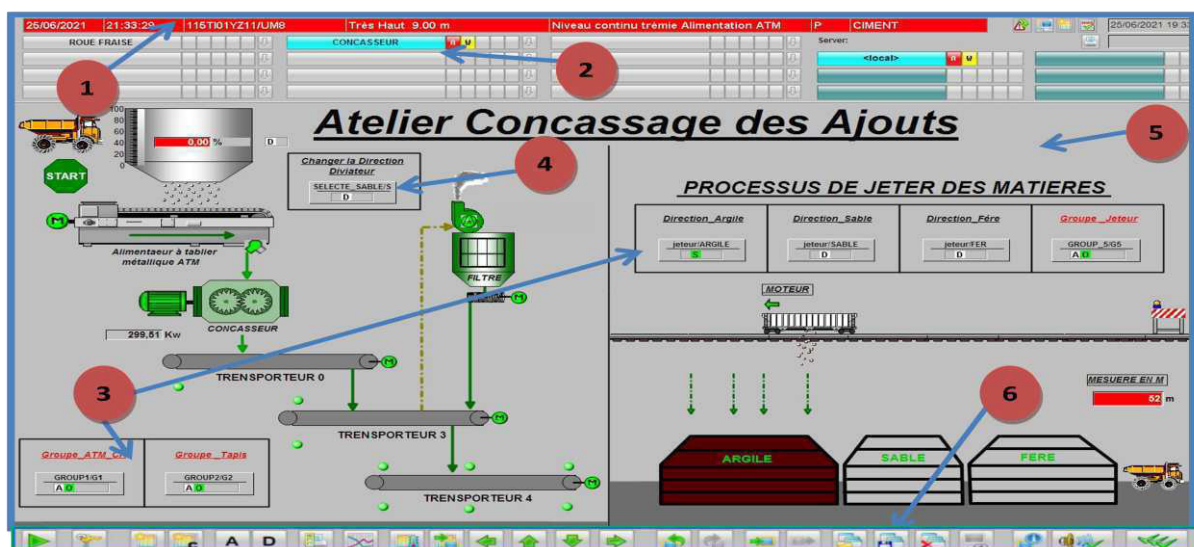 25/06/2021 21:33:29 115TI01YZ11/UM8 Très Haut 9.00 m Niveau continu trémie Alimentation ATM P CIMENT
25/06/2021 19:33
ROUE FRAISE CONCASSEUR Server:
<local>
1
2
Atelier Concassage des Ajouts
5
100
80
60
40
20
0
0,00 % D
START
Changer la Direction
Diviateur
SELECTE_SABLE/S
D
4
PROCESSUS DE JETER DES MATIERES
M
Alimentaeur à tablier
métallique ATM
Direction_Argile Direction_Sable Direction_Fére Groupe _Jeteur
jeteur/ARGILE jeteur/SABLE jeteur/FER GROUP_5/G5
S D D A O
FILTRE
M
MOTEUR
CONCASSEUR
299,51 Kw
M
TRENSPORTEUR 0
3
M
TRENSPORTEUR 3
MESUERE EN M
52 m
6
Groupe _Tapis
GROUP1/G1 GROUP2/G2
A O A O
M
TRENSPORTEUR 4
ARGILE SABLE FERE
A D